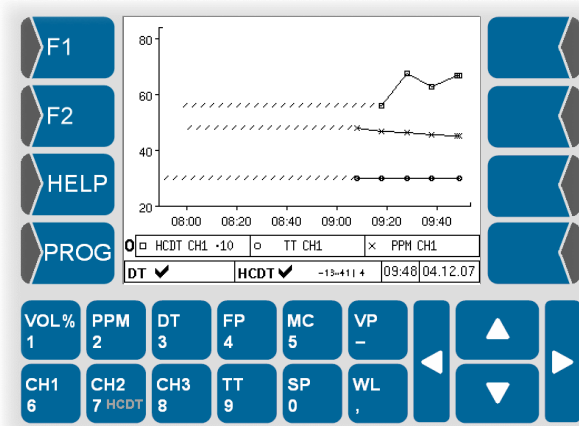 F1
80
60
F2
40
HELP
20
08:00 08:20 08:40 09:00 09:20 09:40
PROG
0 HCDT CH1 ·10 TT CH1 × PPM CH1
DT ✔ HCDT ✔ -13-41| 4 09:48 04.12.07
VOL% PPM DT FP MC VP
1 2 3 4 5 –
CH1 CH2 CH3 TT SP WL
6 7 HCDT 8 9 0 ,